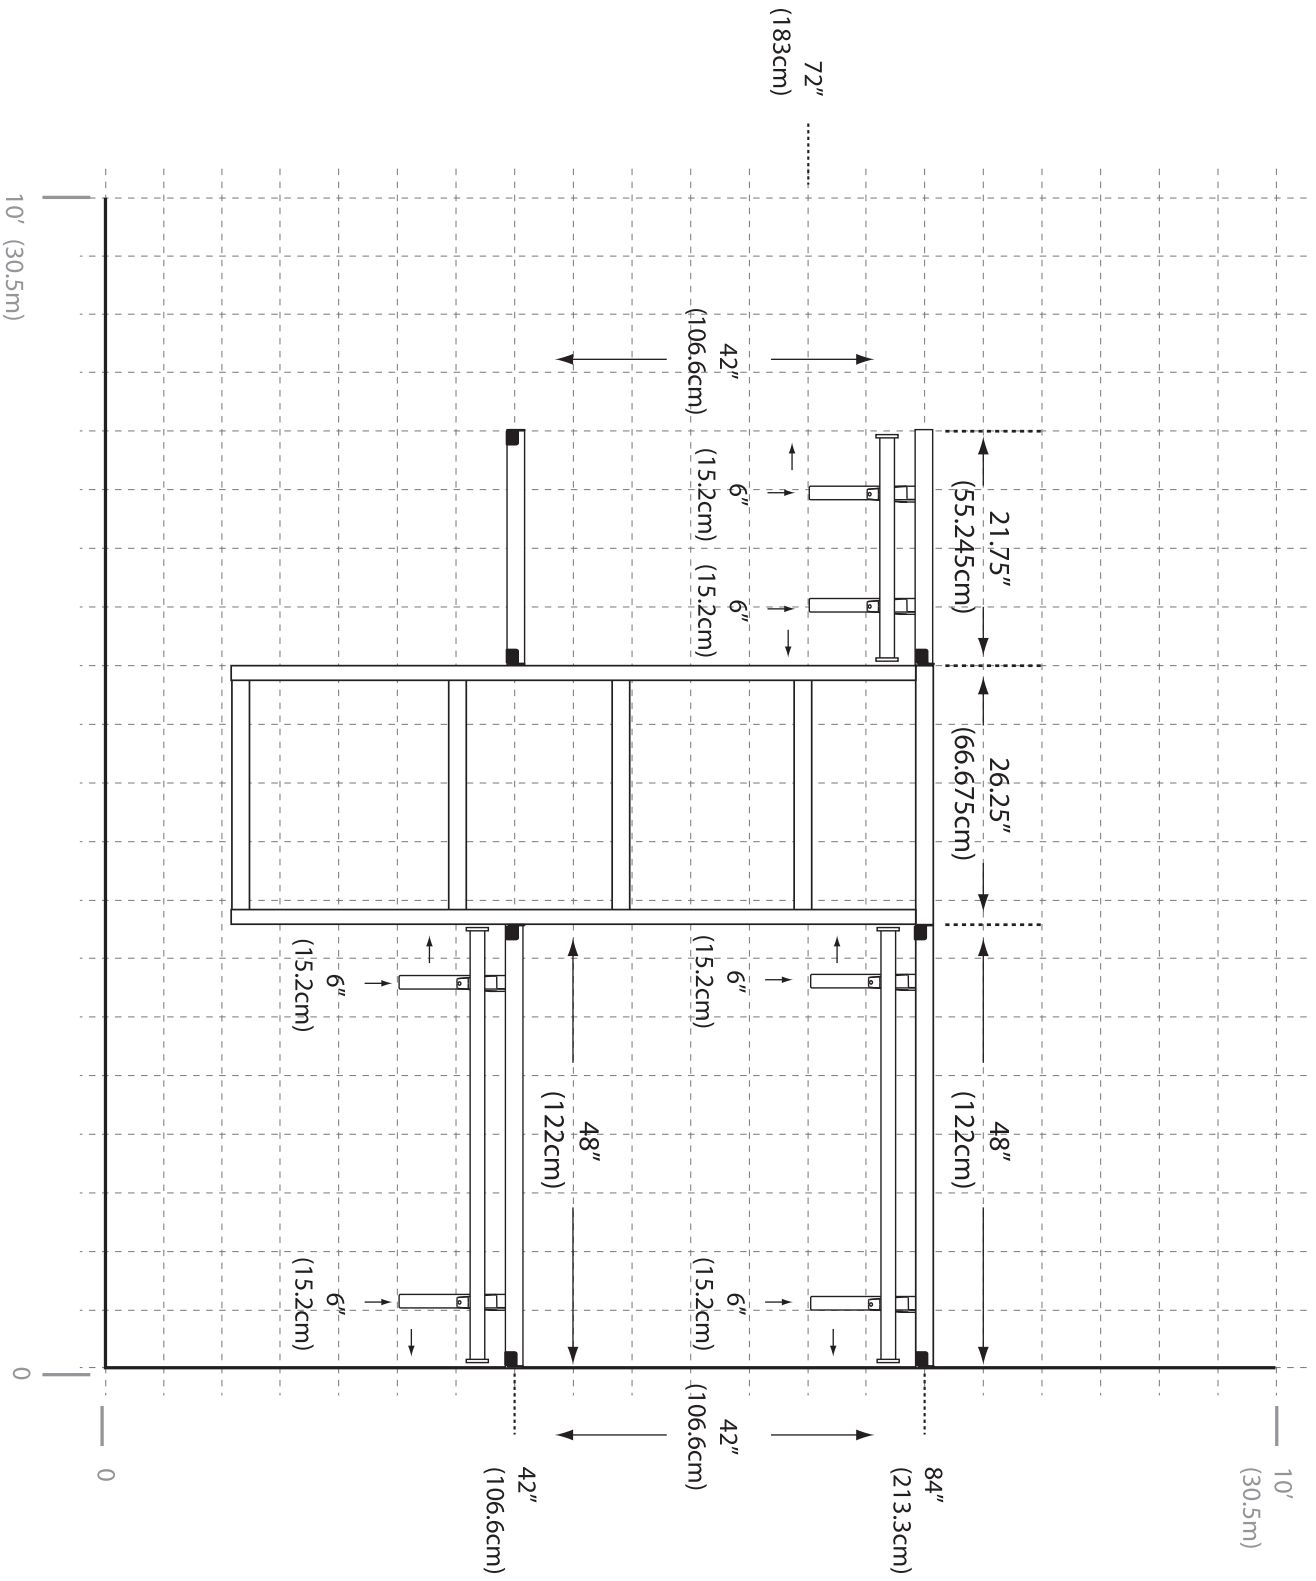 72”
(183cm)
10’ (30.5m)
42”
(106.6cm)
6”
(15.2cm)
6”
(15.2cm)
21.75”
(55.245cm)
26.25”
(66.675cm)
48”
(122cm)
48”
(122cm)
6”
(15.2cm)
6”
(15.2cm)
6”
(15.2cm)
6”
(15.2cm)
42”
(106.6cm)
84”
(213.3cm)
42”
(106.6cm)
0
0
10’
(30.5m)